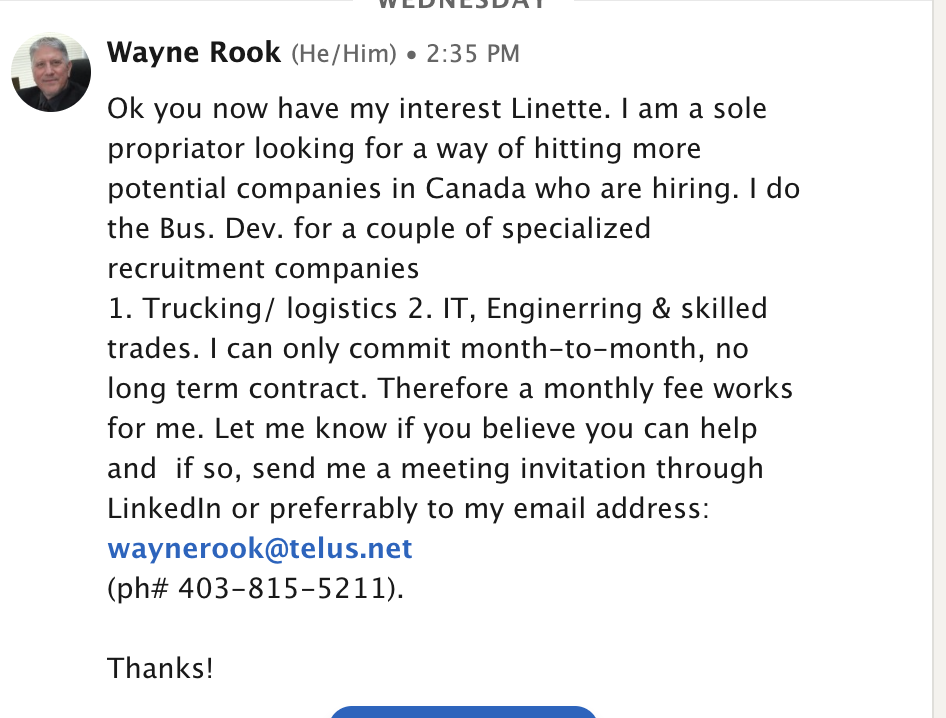 WEDNESDAY
Wayne Rook (He/Him) • 2:35 PM
Ok you now have my interest Linette. I am a sole
propriator looking for a way of hitting more
potential companies in Canada who are hiring. I do
the Bus. Dev. for a couple of specialized
recruitment companies
1. Trucking/ logistics 2. IT, Enginerring & skilled
trades. I can only commit month-to-month, no
long term contract. Therefore a monthly fee works
for me. Let me know if you believe you can help
and  if so, send me a meeting invitation through
LinkedIn or preferrably to my email address:
waynerook@telus.net
(ph# 403-815-5211).
Thanks!